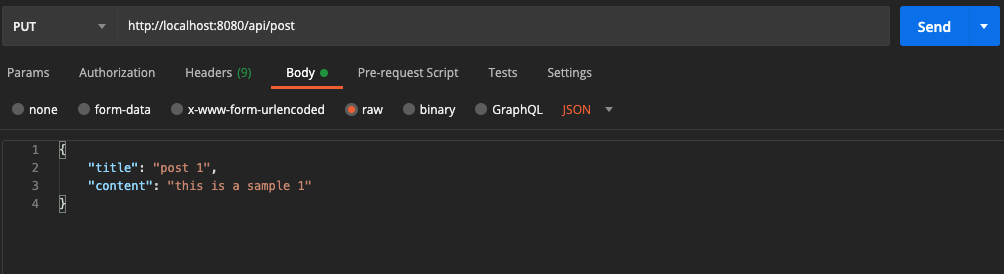 PUT http://localhost:8080/api/post Send
Params Authorization Headers (9) Body Pre-request Script Tests Settings
none form-data x-www-form-urlencoded raw binary GraphQL JSON
1 {
2 "title": "post 1",
3 "content": "this is a sample 1"
4 }